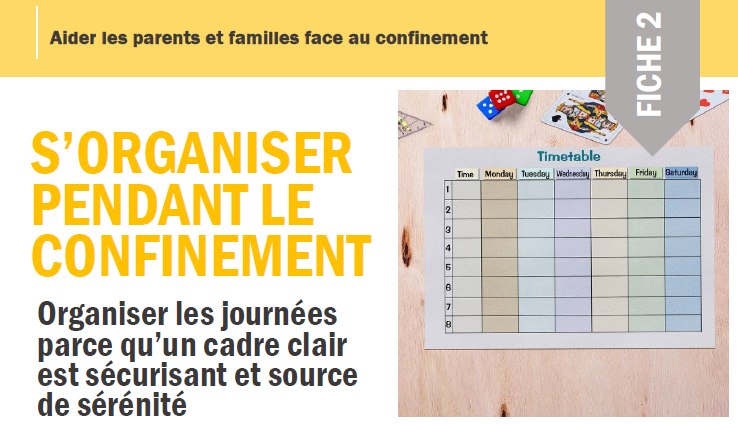 Aider les parents et familles face au confinement
FICHE 2
S’ORGANISER
PENDANT LE
CONFINEMENT
Organiser les journées
parce qu’un cadre clair
est sécurisant et source
de sérénité
Timetable
Time Monday Tuesday Wednesday Thursday Friday Saturday
1
2
3
4
5
6
7
8